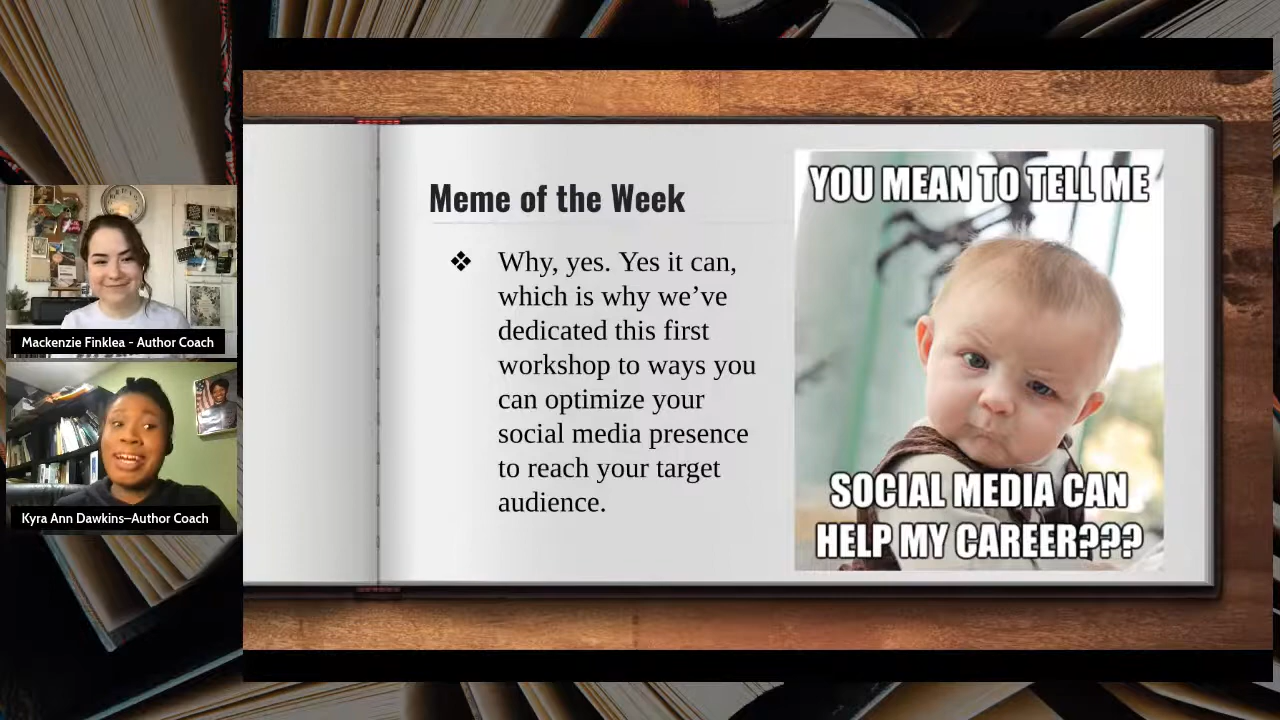 Mackenzie Finklea - Author Coach
Kyra Ann Dawkins–Author Coach
Meme of the Week
❖ Why, yes. Yes it can,
which is why we’ve
dedicated this first
workshop to ways you
can optimize your
social media presence
to reach your target
audience.
YOU MEAN TO TELL ME
SOCIAL MEDIA CAN
HELP MY CAREER???